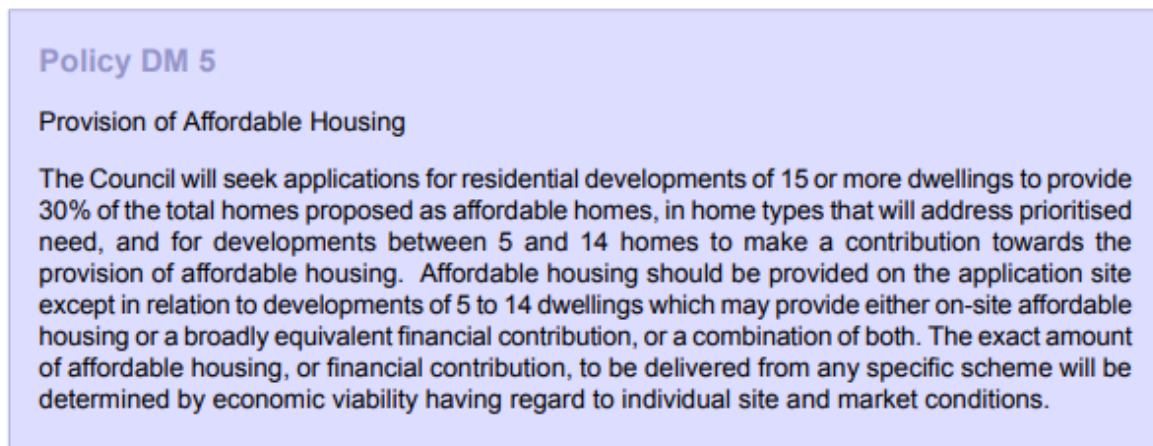 Policy DM 5
Provision of Affordable Housing
The Council will seek applications for residential developments of 15 or more dwellings to provide
30% of the total homes proposed as affordable homes, in home types that will address prioritised
need, and for developments between 5 and 14 homes to make a contribution towards the
provision of affordable housing.  Affordable housing should be provided on the application site
except in relation to developments of 5 to 14 dwellings which may provide either on-site affordable
housing or a broadly equivalent financial contribution, or a combination of both. The exact amount
of affordable housing, or financial contribution, to be delivered from any specific scheme will be
determined by economic viability having regard to individual site and market conditions.